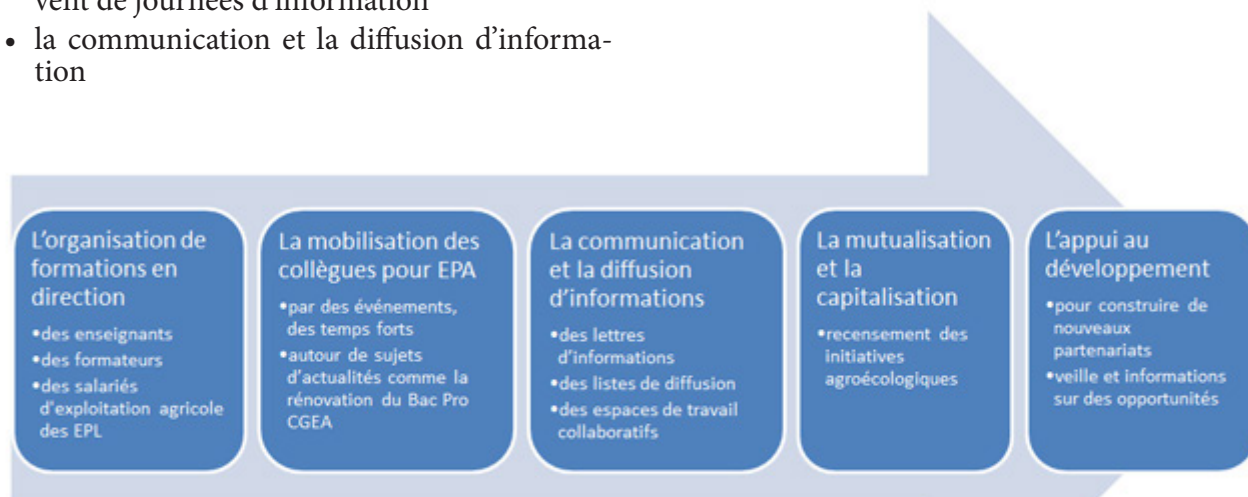 vent de journées d'information
• la communication et la diffusion d'informa-
tion
L'organisation de
formations en
direction
•des enseignants
•des formateurs
•des salariés
d'exploitation agricole
des EPL
La mobilisation des
collègues pour EPA
•par des événements,
des temps forts
•autour de sujets
d'actualités comme la
rénovation du Bac Pro
CGEA
La communication
et la diffusion
d'informations
•des lettres
d'informations
•des listes de diffusion
•des espaces de travail
collaboratifs
La mutualisation
et la
capitalisation
•recensement des
initiatives
agroécologiques
L'appui au
développement
•pour construire de
nouveaux
partenariats
•veille et informations
sur des opportunités